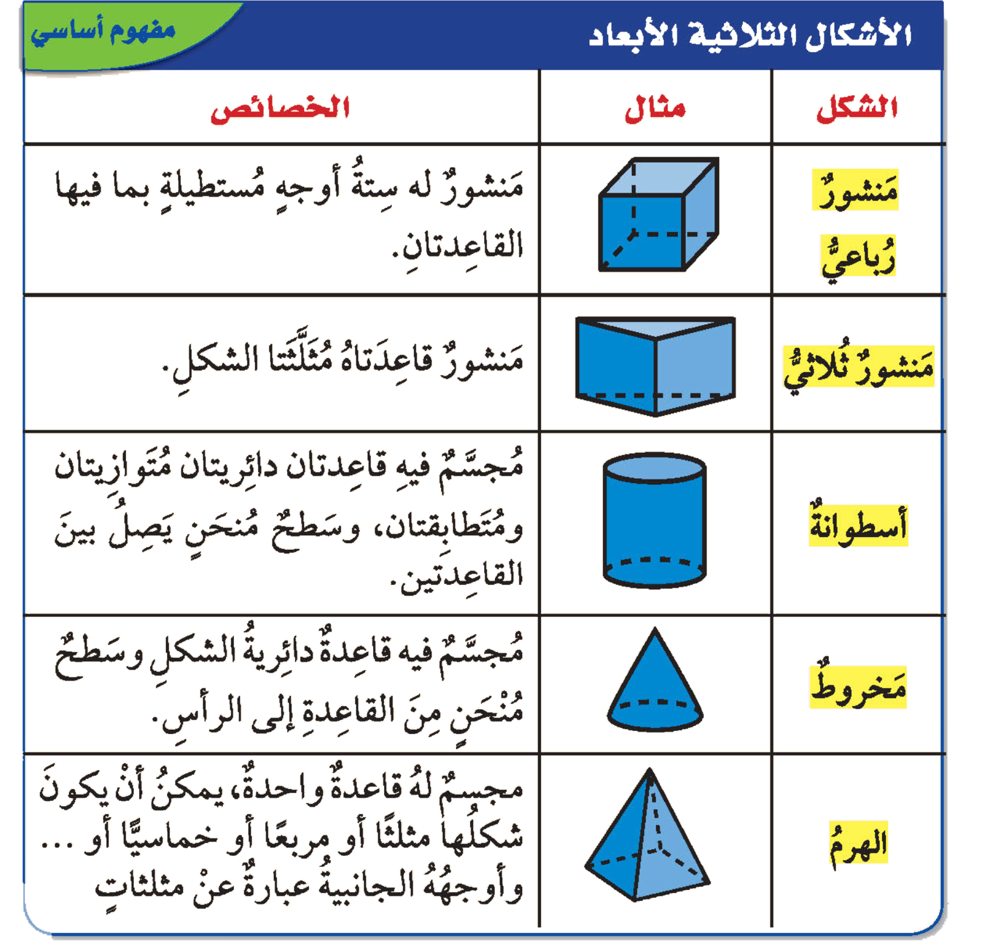 الأشكال الثلاثية الأبعاد
مفهوم أساسي
الشكل
مثال
الخصائص
مَنشورٌ
رُباعيُّ
مَنشورٌ له سِتةُ أوجهٍ مُستطيلةٍ بما فيها
القاعِدتانِ.
مَنشورٌ ثُلاثيُّ
مَنشورٌ قاعِدَتاهُ مُثَلَّثَتا الشكلِ.
أسطوانةٌ
مُجسَّمٌ فيهِ قاعِدتان دائِريتان مُتَوازِيتان
ومُتَطابِقتان، وسَطحٌ مُنحَنٍ يَصِلُ بينَ
القاعِدتين.
مَخروطٌ
مُجسَّمٌ فيه قاعِدةٌ دائِريةُ الشكلِ وسَطحٌ
مُنْحَنٍ مِنَ القاعِدةِ إلى الرأسِ.
الهرمُ
مجسمٌ لهُ قاعدةٌ واحدةٌ، يمكنُ أنْ يكونَ
شكلُها مثلثًا أو مربعًا أو خماسيًّا أو ...
وأوجهُهُ الجانبيةُ عبارةٌ عنْ مثلثاتٍ